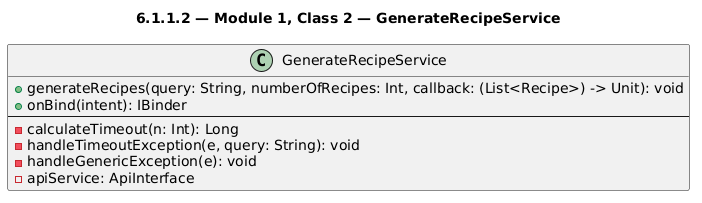 6.1.1.2 — Module 1, Class 2 — GenerateRecipeService
C GenerateRecipeService
generateRecipes(query: String, numberOfRecipes: Int, callback: (List<Recipe>) -> Unit): void
onBind(intent): IBinder
calculateTimeout(n: Int): Long
handleTimeoutException(e, query: String): void
handleGenericException(e): void
apiService: ApiInterface